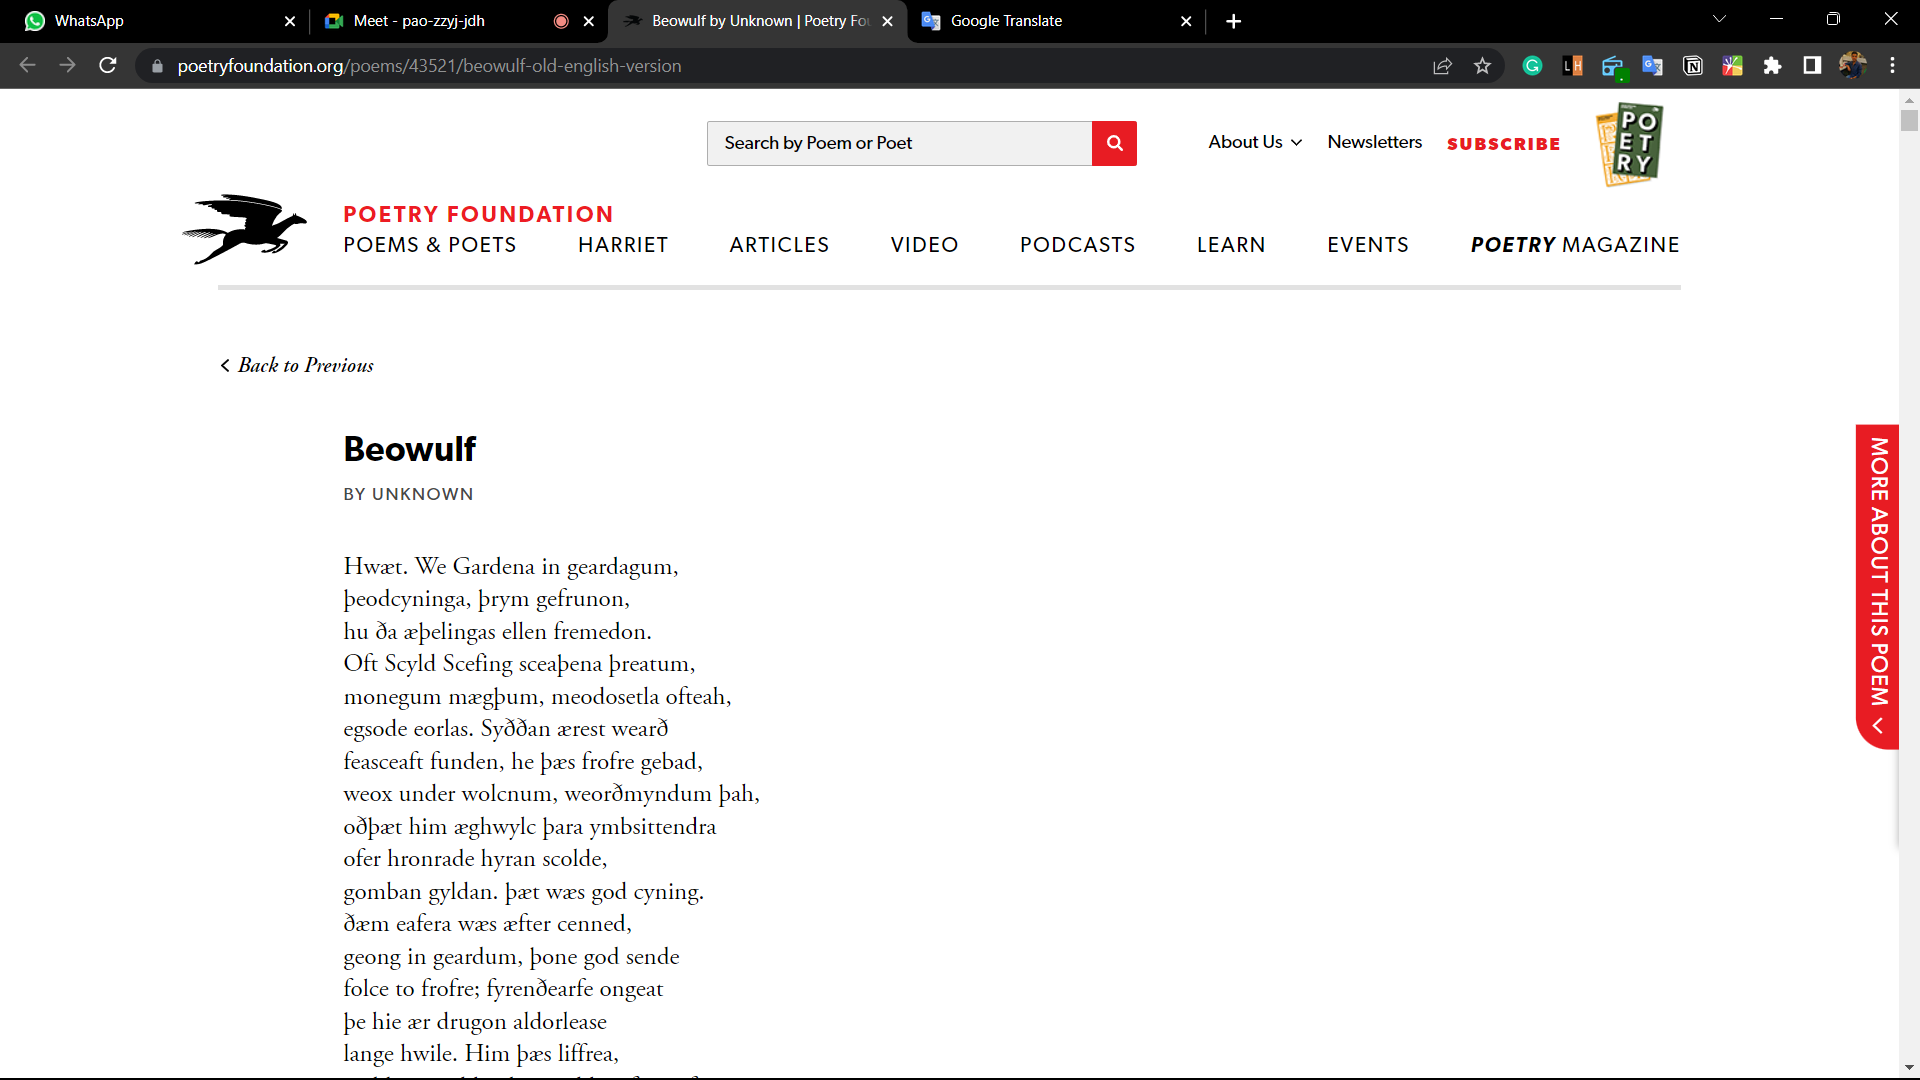 WhatsApp
Meet - pao-zzyj-jdh
Beowulf by Unknown | Poetry Fou
Google Translate
poetryfoundation.org/poems/43521/beowulf-old-english-version
Search by Poem or Poet
About Us
Newsletters
SUBSCRIBE
POETRY
POETRY FOUNDATION
POEMS & POETS
HARRIET
ARTICLES
VIDEO
PODCASTS
LEARN
EVENTS
POETRY MAGAZINE
Back to Previous
Beowulf
BY UNKNOWN
Hwæt. We Gardena in geardagum,
þeodcyninga, þrym gefrunon,
hu ða æþelingas ellen fremedon.
Oft Scyld Scefing sceaþena þreatum,
monegum mægþum, meodosetla ofteah,
egsode eorlas. Syððan ærest wearð
feasceaft funden, he þæs frofre gebad,
weox under wolcnum, weorðmyndum þah,
oðþæt him æghwylc þara ymbsittendra
ofer hronrade hyran scolde,
gomban gyldan. þæt wæs god cyning.
ðæm eafera wæs æfter cenned,
geong in geardum, þone god sende
folce to frofre; fyrenðearfe ongeat
þe hie ær drugon aldorlease
lange hwile. Him þæs liffrea,
MORE ABOUT THIS POEM